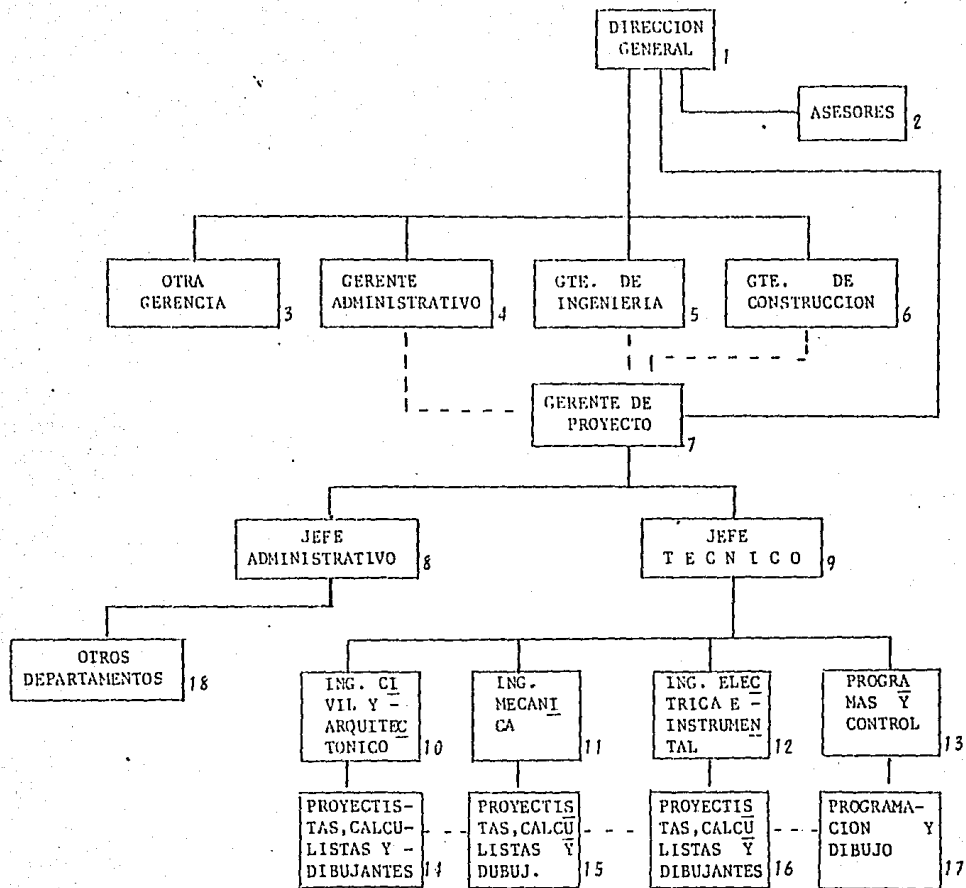 DIRECCION
GENERAL
1
ASESORES
2
OTRA
GERENCIA
3
GERENTE
ADMINISTRATIVO
4
GTE. DE
INGENIERIA
5
GTE. DE
CONSTRUCCION
6
GERENTE DE
PROYECTO
7
JEFE
ADMINISTRATIVO
8
JEFE
T E C N I C O
9
OTROS
DEPARTAMENTOS
18
ING. CI
VIL Y -
ARQUITEC
TONICO
10
ING.
MECANI
CA
11
ING. ELEC
TRICA E -
INSTRUMEN
TAL
12
PROGRA
MAS Y
CONTROL
13
PROYECTIS-
TAS, CALCU-
LISTAS Y -
DIBUJANTES
14
PROYECTIS
TAS, CALCU
LISTAS Y
DUBUJ.
15
PROYECTIS
TAS, CALCU
LISTAS Y
DIBUJANTES
16
PROGRAMA-
CION Y
DIBUJO
17